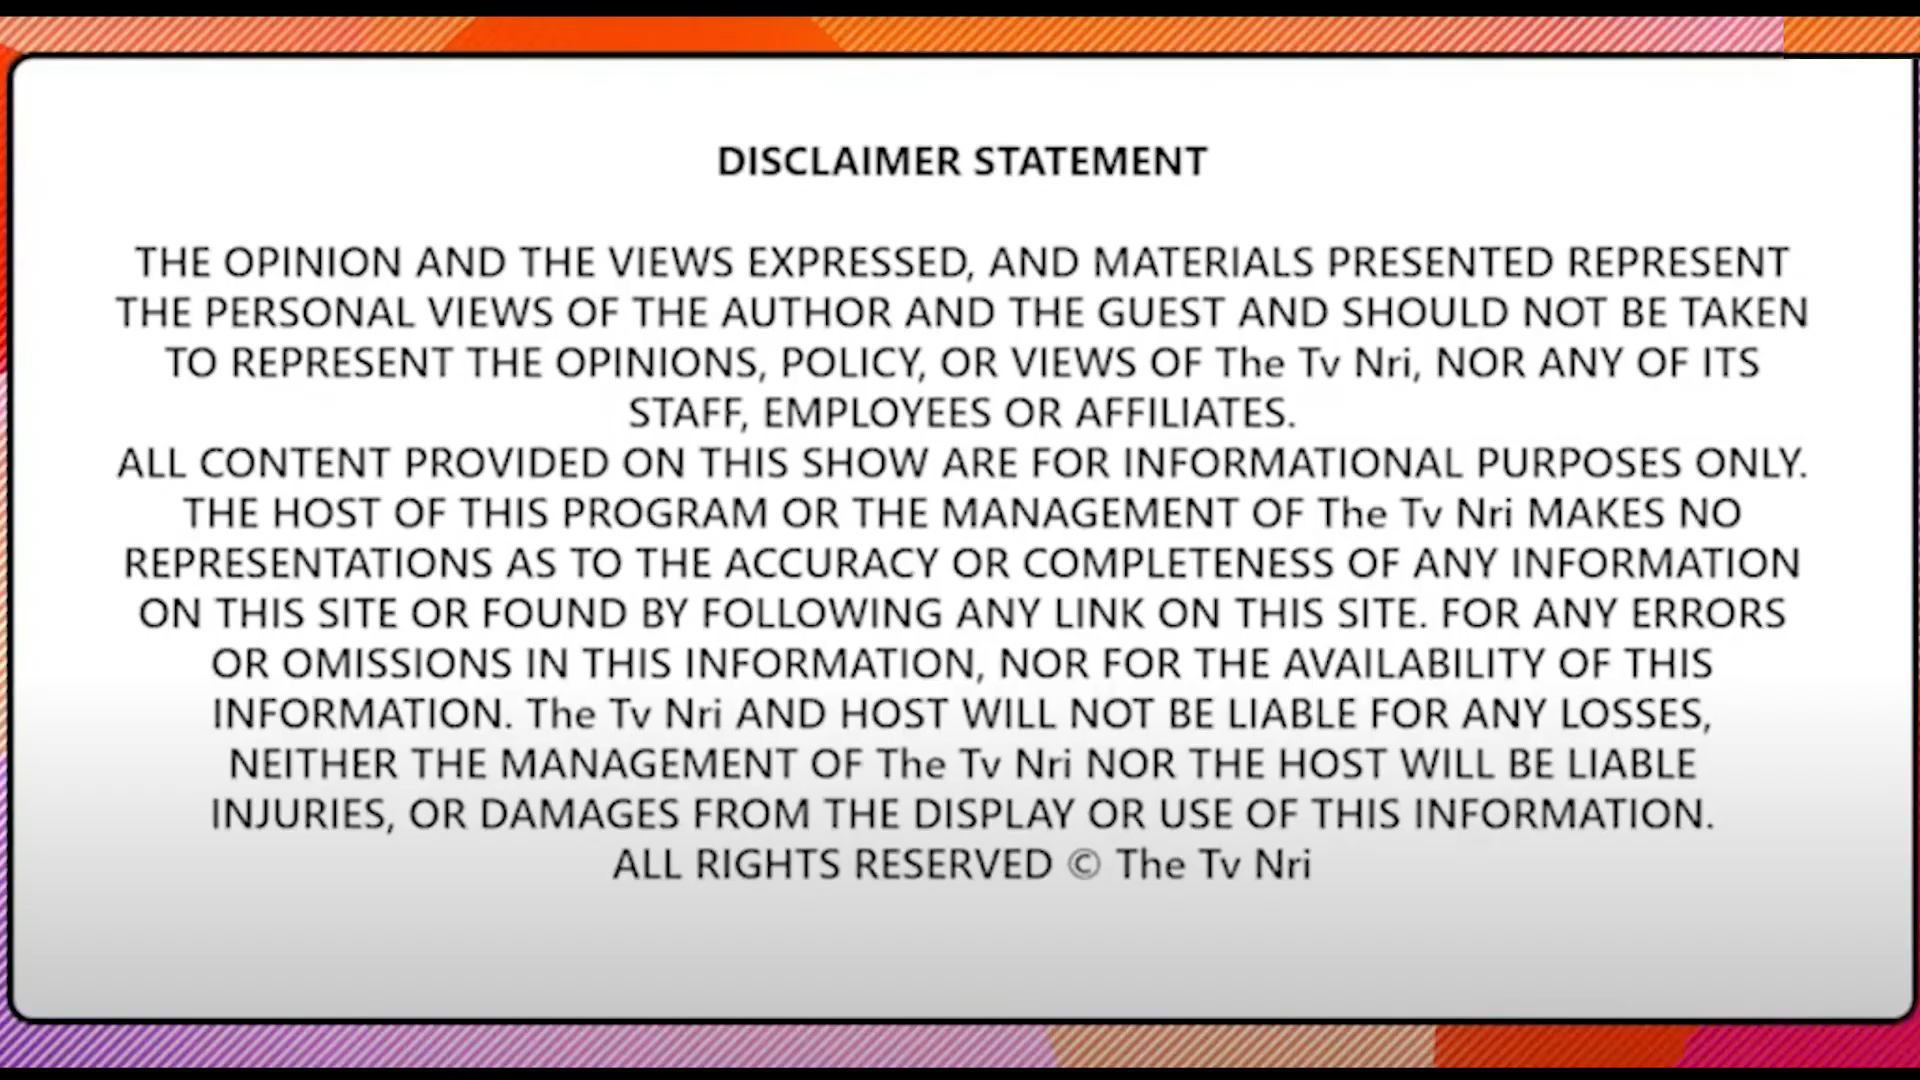 DISCLAIMER STATEMENT
THE OPINION AND THE VIEWS EXPRESSED, AND MATERIALS PRESENTED REPRESENT
THE PERSONAL VIEWS OF THE AUTHOR AND THE GUEST AND SHOULD NOT BE TAKEN
TO REPRESENT THE OPINIONS, POLICY, OR VIEWS OF The Tv Nri, NOR ANY OF ITS
STAFF, EMPLOYEES OR AFFILIATES.
ALL CONTENT PROVIDED ON THIS SHOW ARE FOR INFORMATIONAL PURPOSES ONLY.
THE HOST OF THIS PROGRAM OR THE MANAGEMENT OF The Tv Nri MAKES NO
REPRESENTATIONS AS TO THE ACCURACY OR COMPLETENESS OF ANY INFORMATION
ON THIS SITE OR FOUND BY FOLLOWING ANY LINK ON THIS SITE. FOR ANY ERRORS
OR OMISSIONS IN THIS INFORMATION, NOR FOR THE AVAILABILITY OF THIS
INFORMATION. The Tv Nri AND HOST WILL NOT BE LIABLE FOR ANY LOSSES,
NEITHER THE MANAGEMENT OF The Tv Nri NOR THE HOST WILL BE LIABLE
INJURIES, OR DAMAGES FROM THE DISPLAY OR USE OF THIS INFORMATION.
ALL RIGHTS RESERVED © The Tv Nri